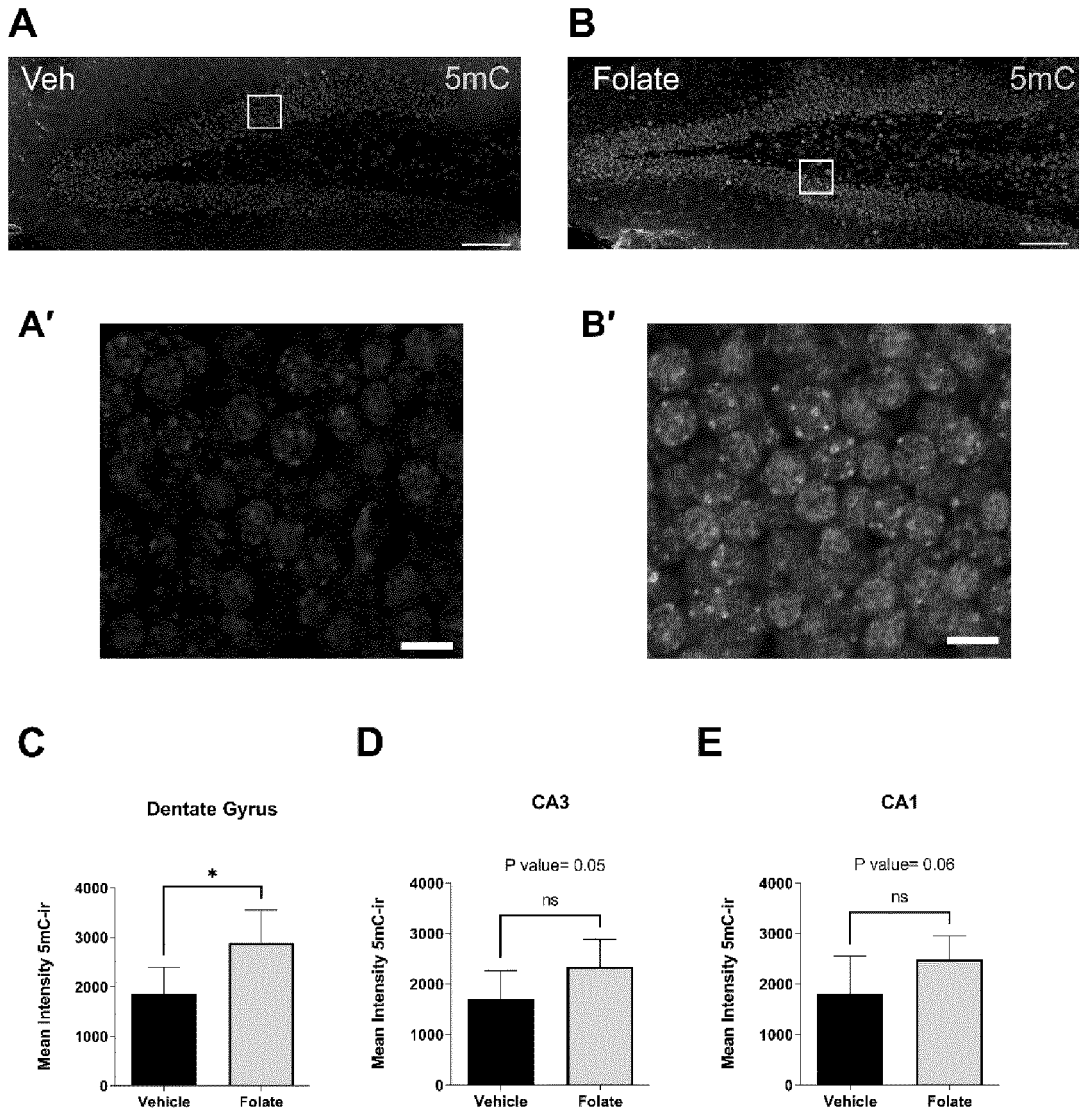 A
B
Veh
5mC
Folate
5mC
A′
B′
C
D
E
Dentate Gyrus
CA3
CA1
P value= 0.05
P value= 0.06
*
ns
ns
Mean Intensity 5mC-ir
4000
3000
2000
1000
0
Vehicle
Folate
Mean Intensity 5mC-ir
4000
3000
2000
1000
0
Vehicle
Folate
Mean Intensity 5mC-ir
4000
3000
2000
1000
0
Vehicle
Folate